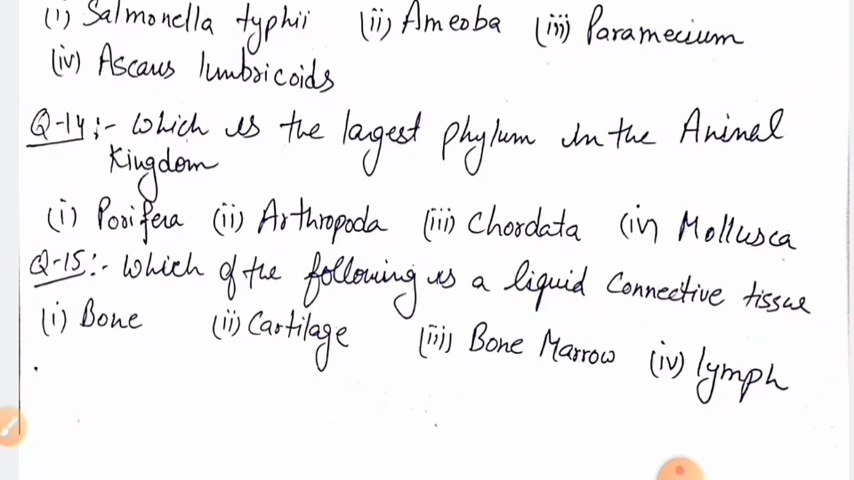 (i) Salmonella typhii (ii) Ameoba (iii) Paramecium
(iv) Ascaus lumbricoids
Q-14:- Which is the largest phylum in the Aninal
Kingdom
(i) Porifera (ii) Arthropoda (iii) Chordata (iv) Mollusca
Q-15:- Which of the following is a liquid Connective tissue
(i) Bone (ii) Cartilage (iii) Bone Marrow (iv) lymph